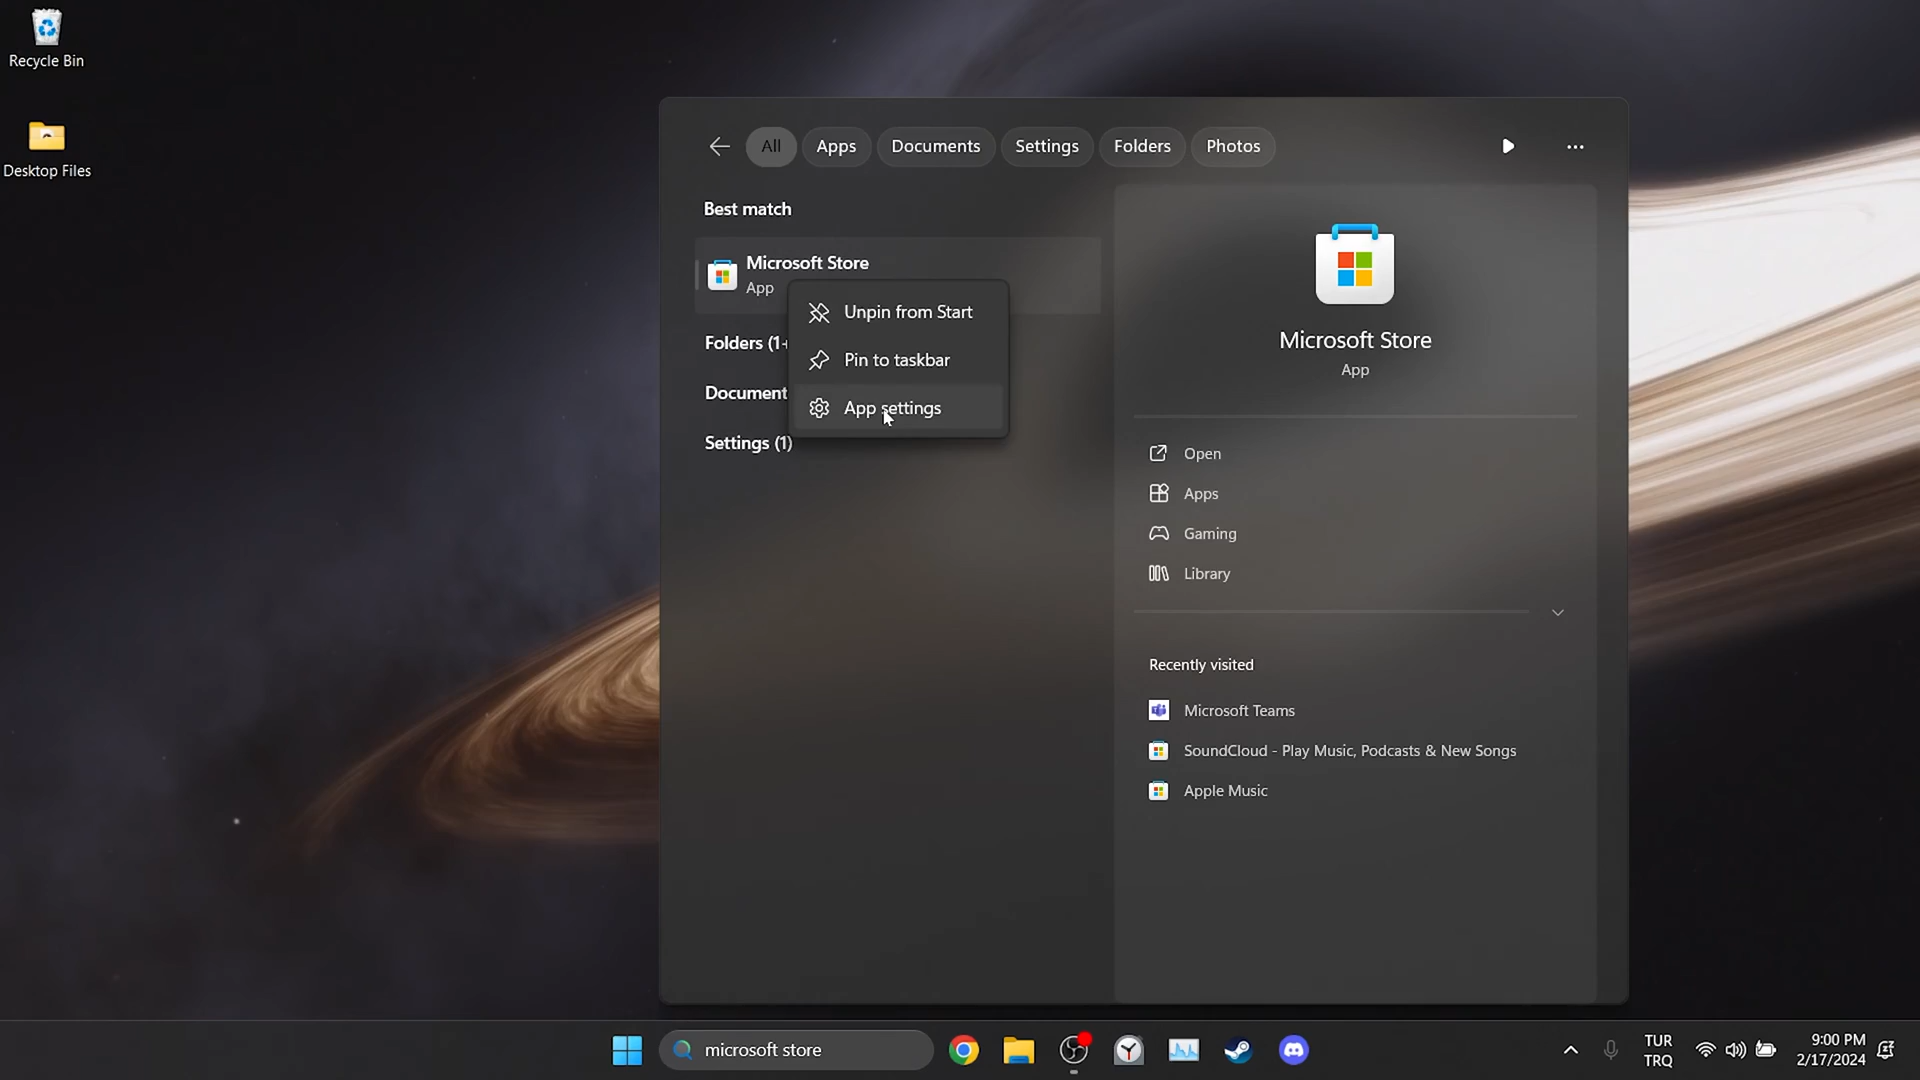 Recycle Bin
Desktop Files
All
Apps
Documents
Settings
Folders
Photos
Best match
Microsoft Store
App
Unpin from Start
Pin to taskbar
App settings
Folders (1+
Document
Settings (1)
Microsoft Store
App
Open
Apps
Gaming
Library
Recently visited
Microsoft Teams
SoundCloud - Play Music, Podcasts & New Songs
Apple Music
microsoft store
TUR
TRQ
9:00 PM
2/17/2024